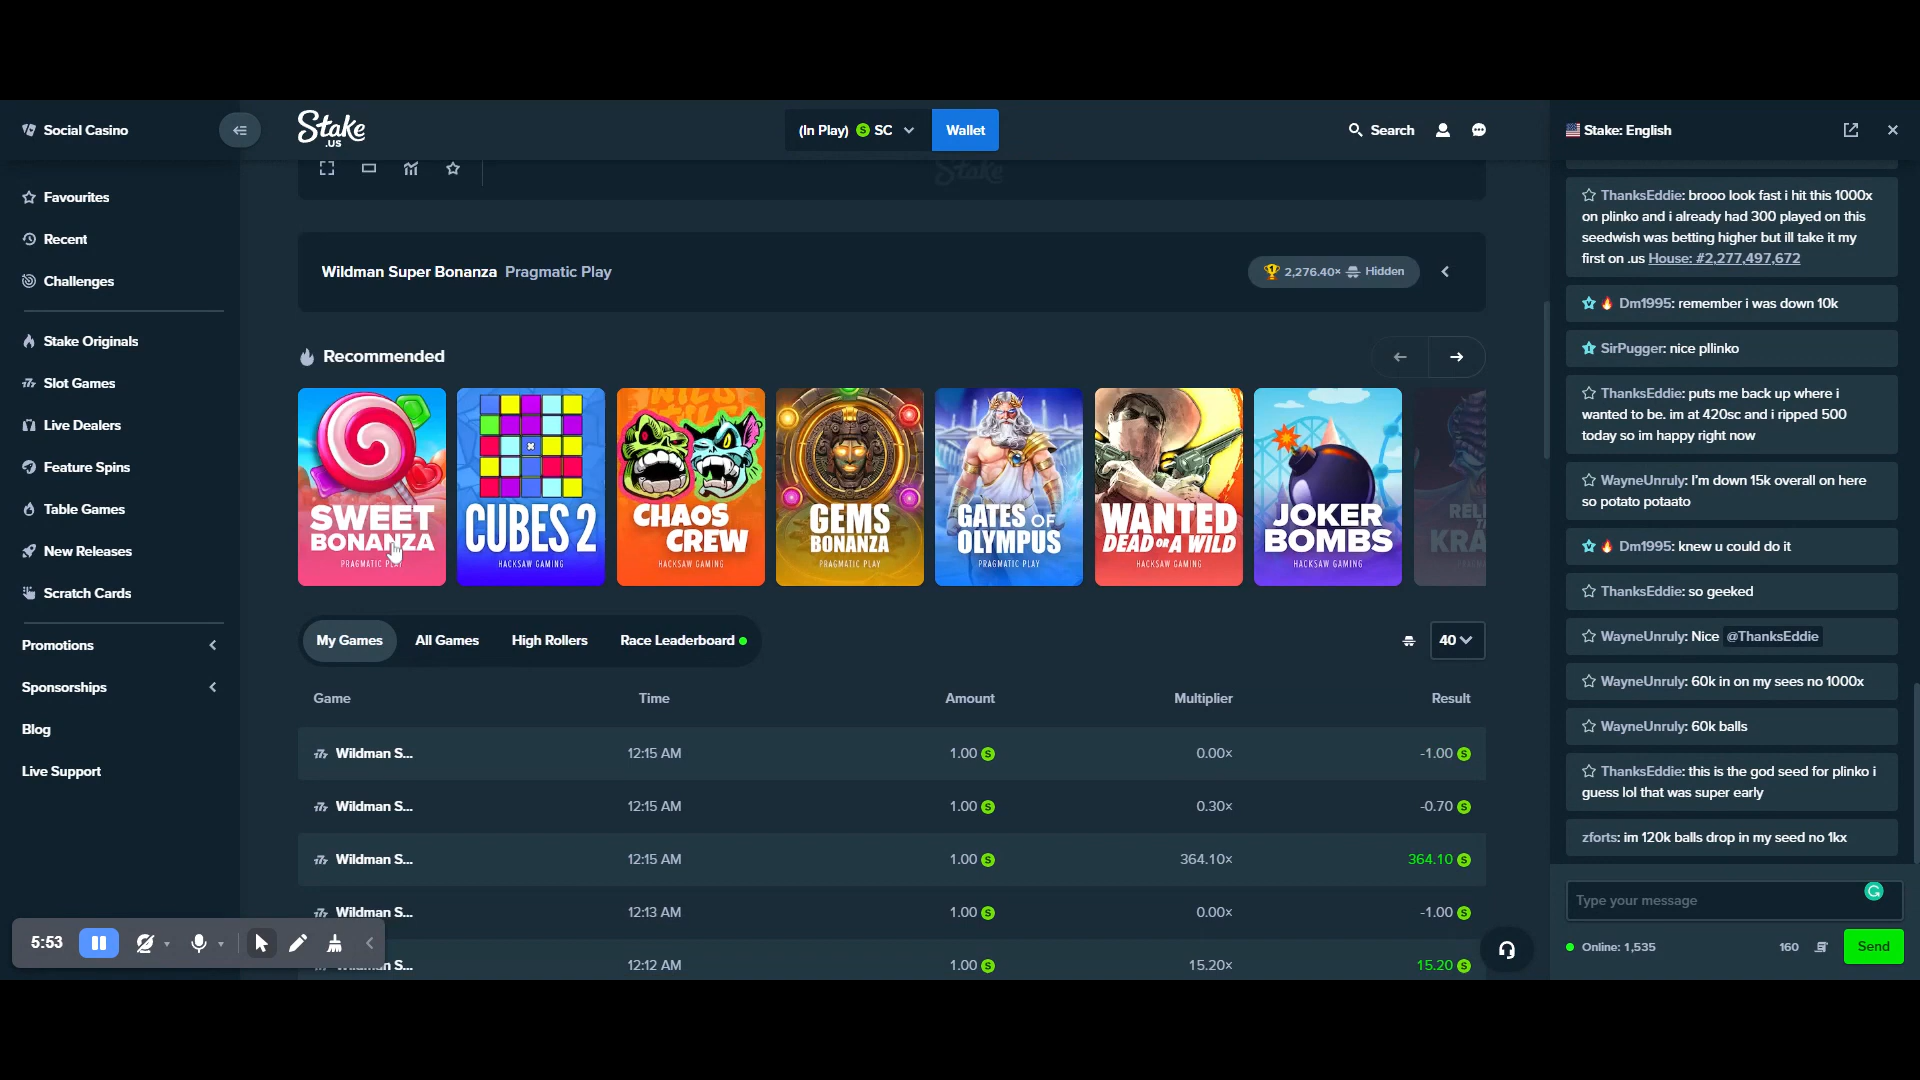 Social Casino
Favourites
Recent
Challenges
Stake Originals
Slot Games
Live Dealers
Feature Spins
Table Games
New Releases
Scratch Cards
Promotions
Sponsorships
Blog
Live Support
5:53
Stake
.US
(In Play) S SC
Wallet
Search
Stake
Wildman Super Bonanza Pragmatic Play
2,276.40× Hidden
Recommended
SWEET
BONANZA
PRAGMATIC PLAY
CUBES 2
HACKSAW GAMING
CHAOS
CREW
HACKSAW GAMING
GEMS
BONANZA
PRAGMATIC PLAY
GATES OF
OLYMPUS
PRAGMATIC PLAY
WANTED
DEAD OR A WILD
HACKSAW GAMING
JOKER
BOMBS
HACKSAW GAMING
My Games All Games High Rollers Race Leaderboard
40
Game Time Amount Multiplier Result
Wildman S... 12:15 AM 1.00 S 0.00× -1.00 S
Wildman S... 12:15 AM 1.00 S 0.30× -0.70 S
Wildman S... 12:15 AM 1.00 S 364.10× 364.10 S
Wildman S... 12:13 AM 1.00 S 0.00× -1.00 S
Wildman S... 12:12 AM 1.00 S 15.20× 15.20 S
Stake: English
ThanksEddie: brooo look fast i hit this 1000x
on plinko and i already had 300 played on this
seedwish was betting higher but ill take it my
first on .us House: #2,277,497,672
Dm1995: remember i was down 10k
SirPugger: nice pllinko
ThanksEddie: puts me back up where i
wanted to be. im at 420sc and i ripped 500
today so im happy right now
WayneUnruly: I'm down 15k overall on here
so potato potaato
Dm1995: knew u could do it
ThanksEddie: so geeked
WayneUnruly: Nice @ThanksEddie
WayneUnruly: 60k in on my sees no 1000x
WayneUnruly: 60k balls
ThanksEddie: this is the god seed for plinko i
guess lol that was super early
zforts: im 120k balls drop in my seed no 1kx
Type your message
Online: 1,535
160
Send